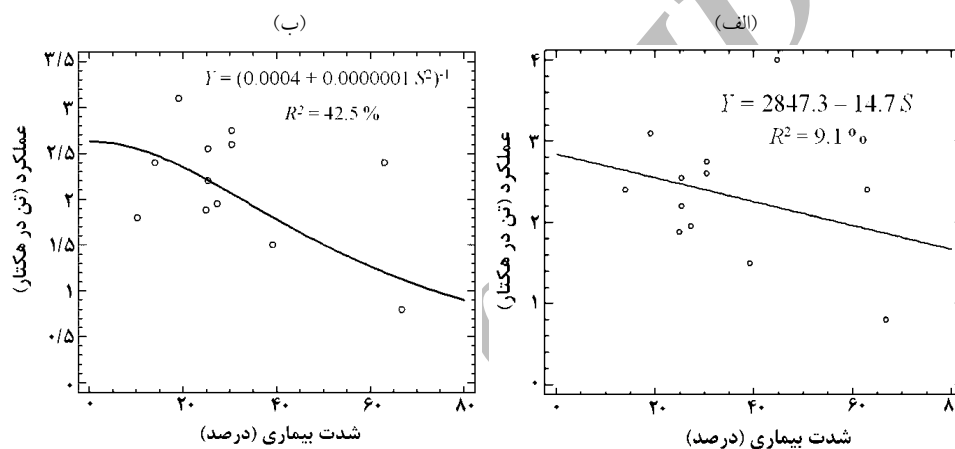 (الف)
Y = 2847.3 – 14.7 S
R² = 9.1 %
عملکرد (تن در هکتار)
۴
۳
۲
۱
۰
۰ ۲۰ ۴۰ ۶۰ ۸
شدت بیماری (درصد)
(ب)
Y = (0.0004 + 0.0000001 S²)⁻¹
R² = 42.5 %
عملکرد (تن در هکتار)
۳/۵
۳
۲/۵
۲
۱/۵
۱
۰/۵
۰
۰ ۲۰ ۴۰ ۶۰ ۸۰
شدت بیماری (درصد)